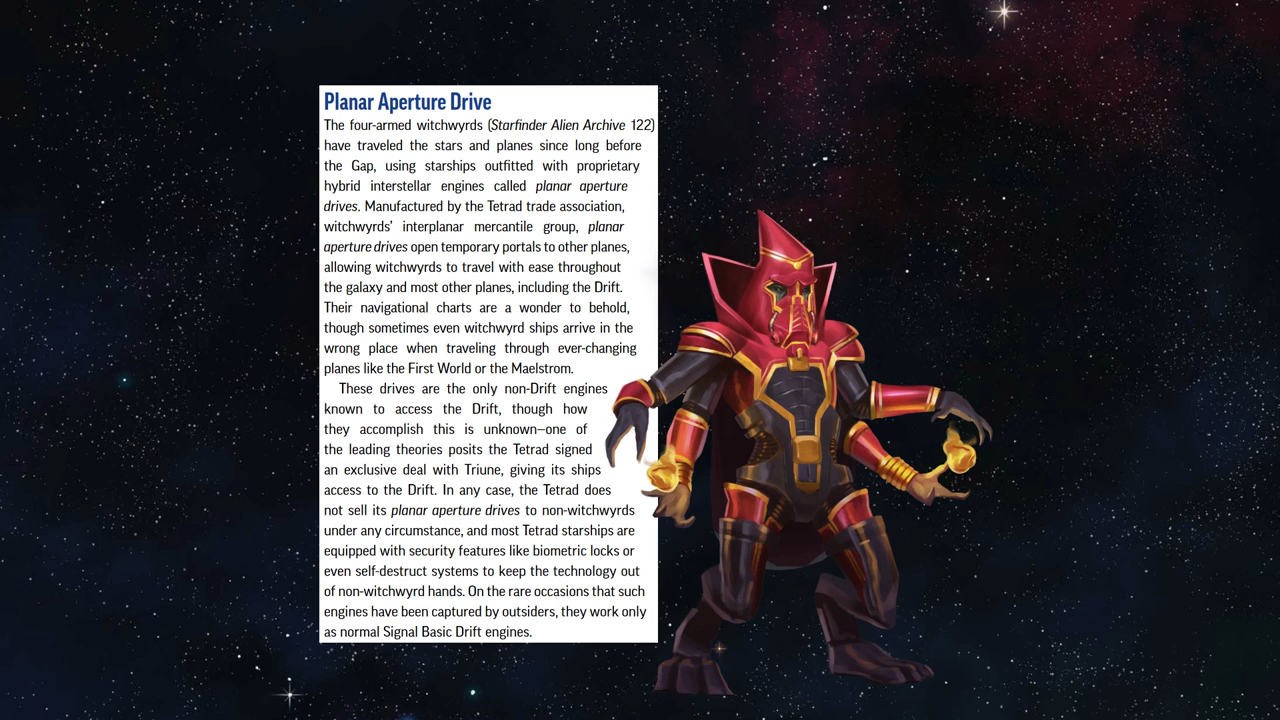 Planar Aperture Drive
The four-armed witchwyrds (Starfinder Alien Archive 122)
have traveled the stars and planes since long before
the Gap, using starships outfitted with proprietary
hybrid interstellar engines called planar aperture
drives. Manufactured by the Tetrad trade association,
witchwyrds' interplanar mercantile group, planar
aperture drives open temporary portals to other planes,
allowing witchwyrds to travel with ease throughout
the galaxy and most other planes, including the Drift.
Their navigational charts are a wonder to behold,
though sometimes even witchwyrd ships arrive in the
wrong place when traveling through ever-changing
planes like the First World or the Maelstrom.
These drives are the only non-Drift engines
known to access the Drift, though how
they accomplish this is unknown—one of
the leading theories posits the Tetrad signed
an exclusive deal with Triune, giving its ships
access to the Drift. In any case, the Tetrad does
not sell its planar aperture drives to non-witchwyrds
under any circumstance, and most Tetrad starships are
equipped with security features like biometric locks or
even self-destruct systems to keep the technology out
of non-witchwyrd hands. On the rare occasions that such
engines have been captured by outsiders, they work only
as normal Signal Basic Drift engines.